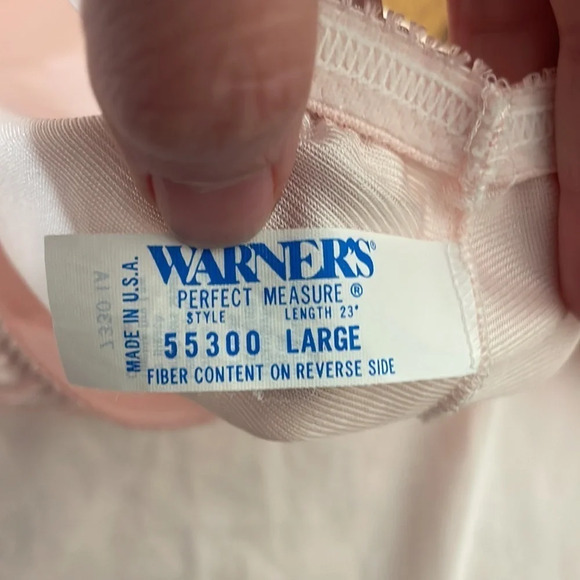 WARNER'S®
PERFECT MEASURE ®
STYLE LENGTH 23"
55300 LARGE
FIBER CONTENT ON REVERSE SIDE
MADE IN U.S.A.